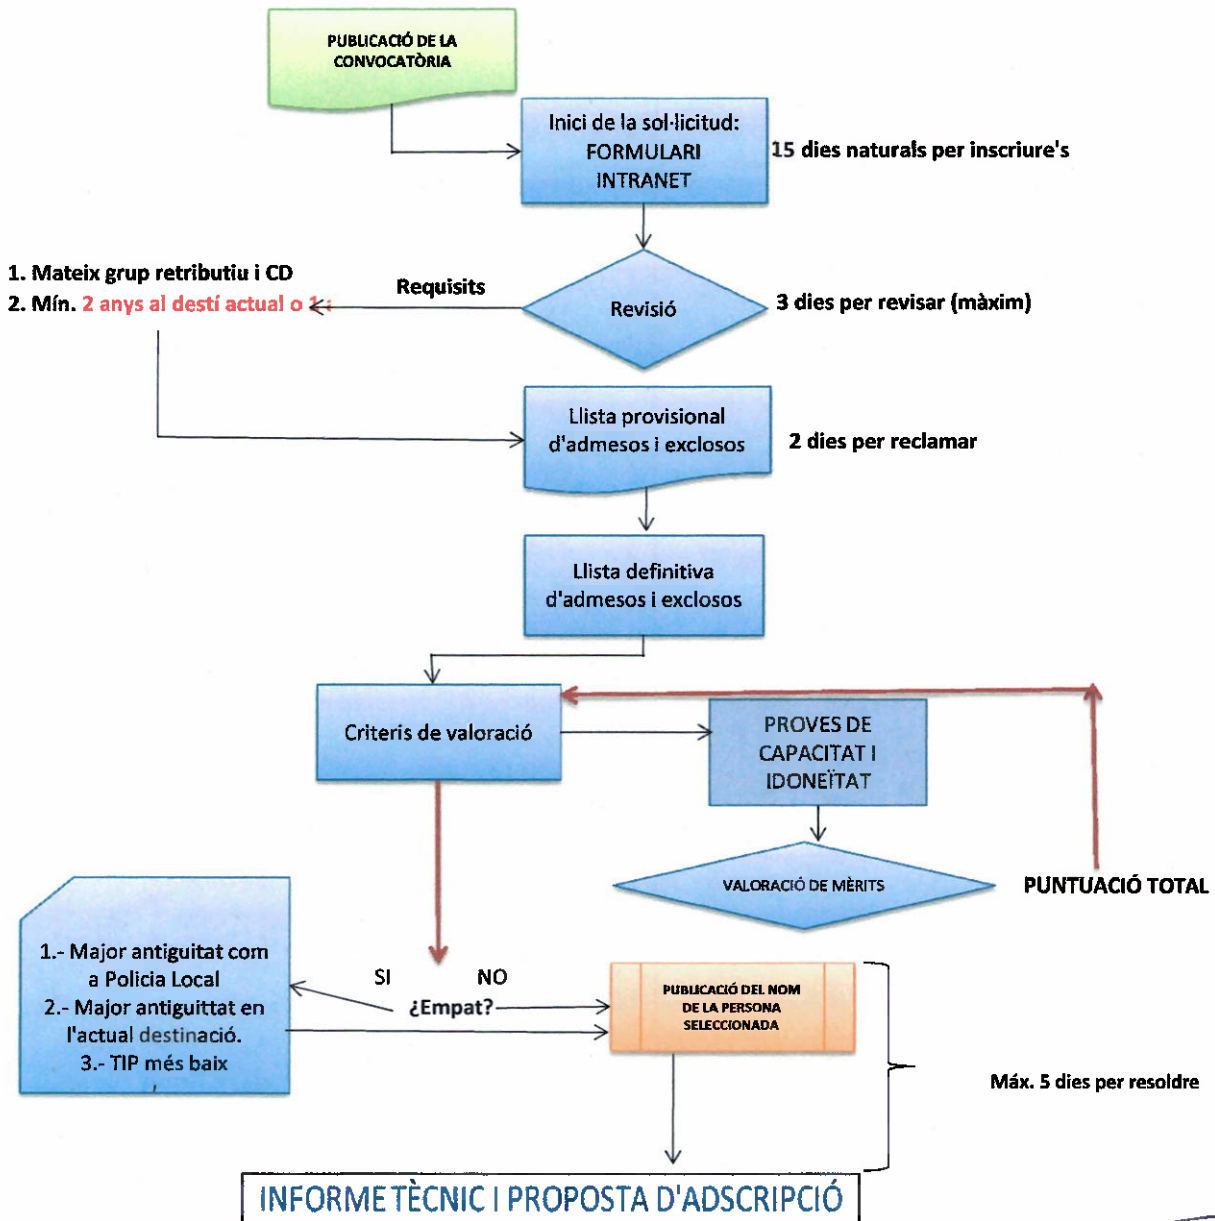 PUBLICACIÓ DE LA
CONVOCATÒRIA
Inici de la sol·licitud:
FORMULARI
INTRANET
15 dies naturals per inscriure's
1. Mateix grup retributiu i CD
2. Mín. 2 anys al destí actual o
Requisits
Revisió
3 dies per revisar (màxim)
Llista provisional
d'admesos i exclosos
2 dies per reclamar
Llista definitiva
d'admesos i exclosos
Criteris de valoració
PROVES DE
CAPACITAT I
IDONEÏTAT
VALORACIÓ DE MÈRITS
PUNTUACIÓ TOTAL
1.- Major antiguitat com
a Policia Local
2.- Major antiguittat en
l'actual destinació.
3.- TIP més baix
SI NO
¿Empat?
PUBLICACIÓ DEL NOM
DE LA PERSONA
SELECCIONADA
Máx. 5 dies per resoldre
INFORME TÈCNIC I PROPOSTA D'ADSCRIPCIÓ